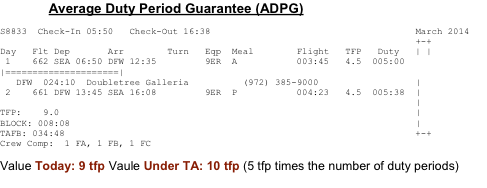 Average Duty Period Guarantee (ADPG)
S8833 Check-In 05:50 Check-Out 16:38 March 2014
+-+
Day Flt Dep Arr Turn Eqp Meal Flight TFP Duty | |
1 662 SEA 06:50 DFW 12:35 9ER A 003:45 4.5 005:00
|=====================|
DFW 024:10 Doubletree Galleria (972) 385-9000 |
2 661 DFW 13:45 SEA 16:08 9ER P 004:23 4.5 005:38 |
|
TFP: 9.0 |
BLOCK: 008:08 |
TAFB: 034:48 +-+
Crew Comp: 1 FA, 1 FB, 1 FC
Value Today: 9 tfp Vaule Under TA: 10 tfp (5 tfp times the number of duty periods)